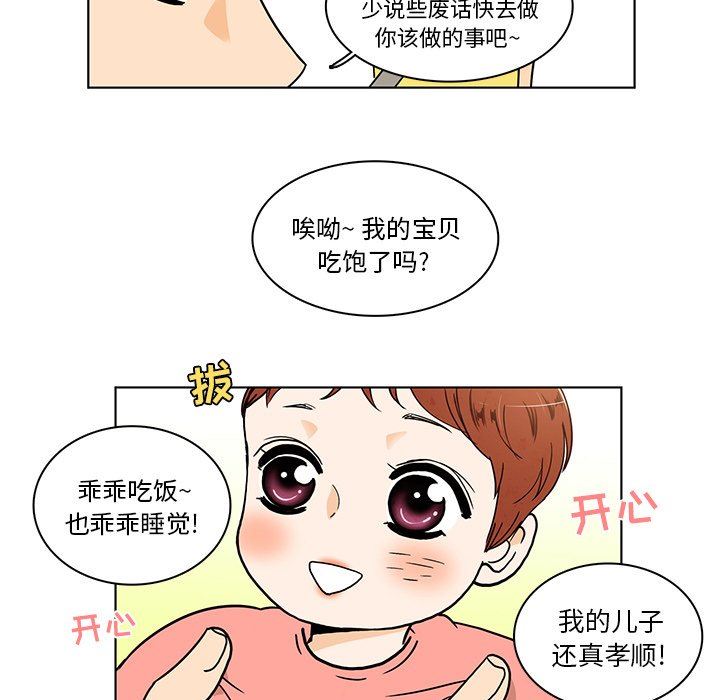 少说些废话快去做
你该做的事吧~
唉呦~ 我的宝贝
吃饱了吗?
拔
乖乖吃饭~
也乖乖睡觉!
开心
开心
我的儿子
还真孝顺!